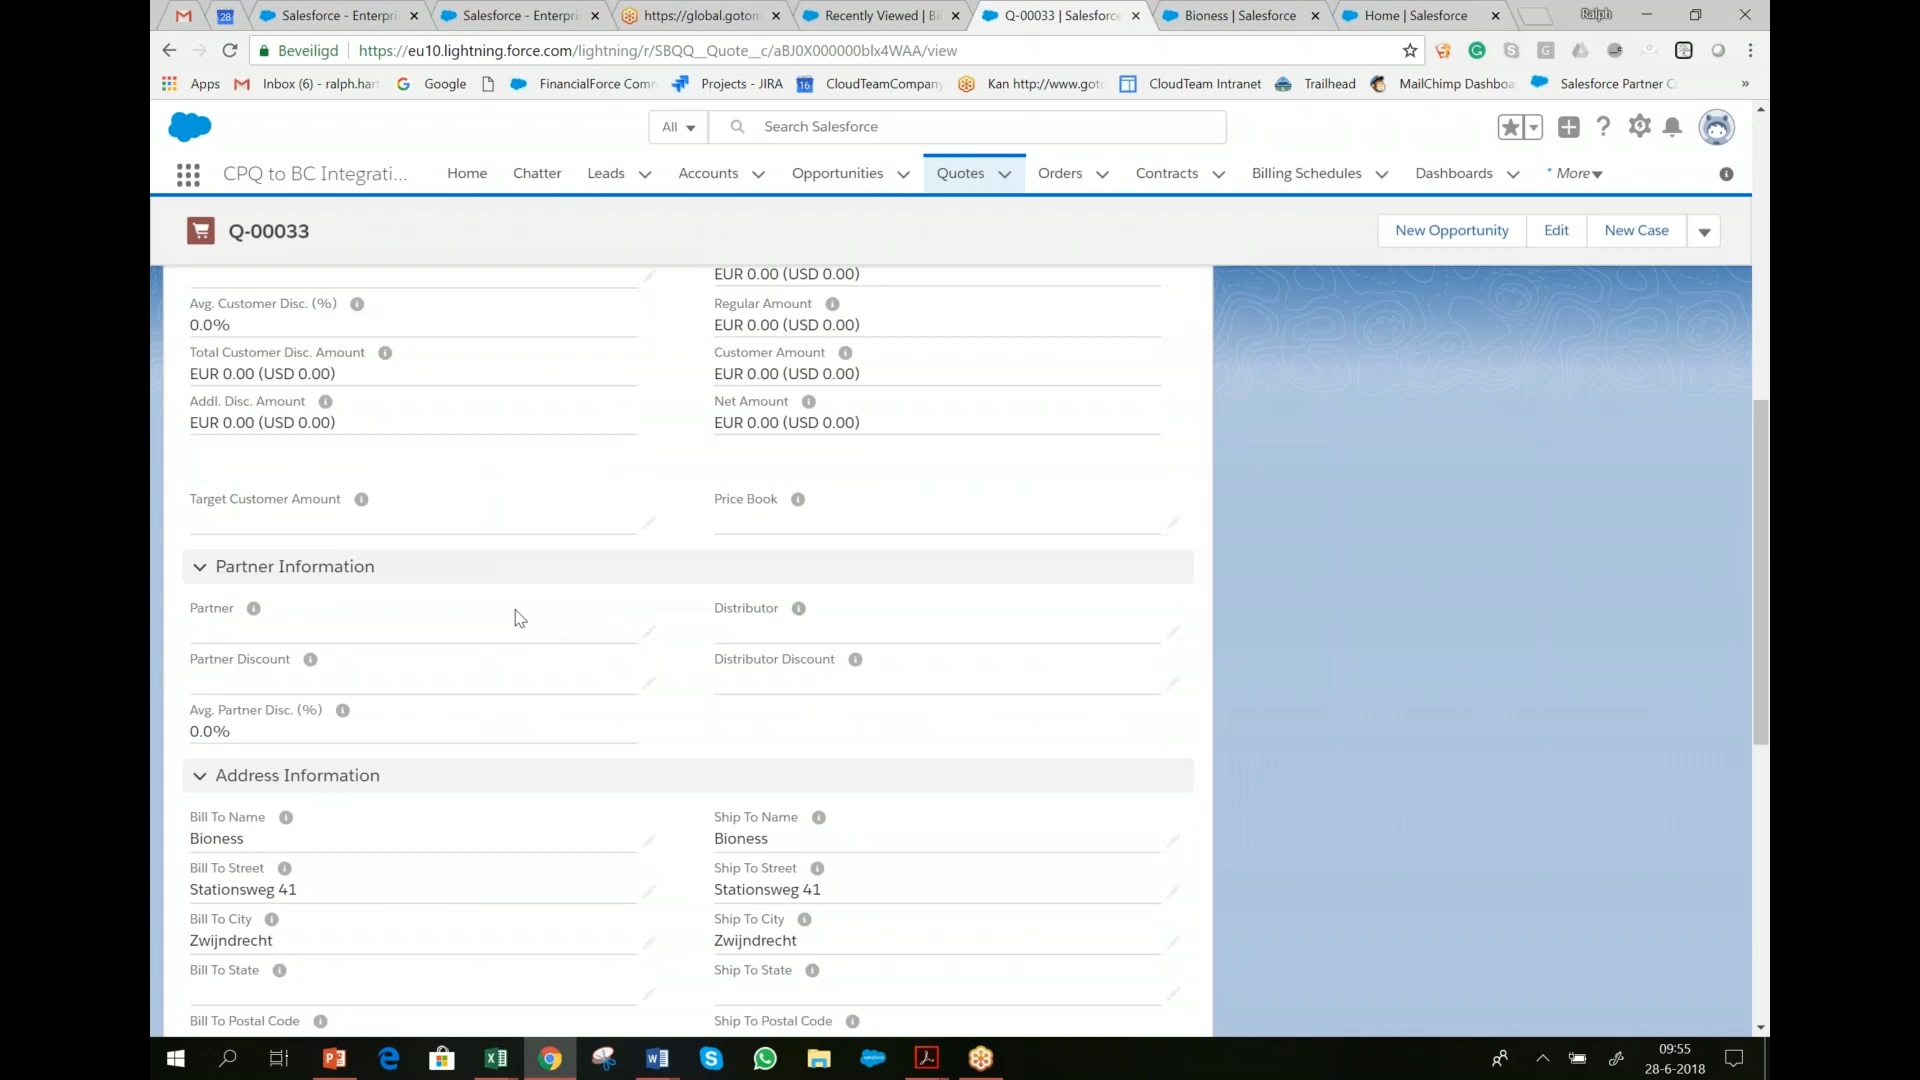 Salesforce - Enterpri
Salesforce - Enterpri
https://global.gotom
Recently Viewed | Bi
Q-00033 | Salesforce
Bioness | Salesforce
Home | Salesforce
Ralph
Beveiligd
https://eu10.lightning.force.com/lightning/r/SBQQ__Quote__c/aBJ0X000000blx4WAA/view
Apps
Inbox (6) - ralph.hart
Google
FinancialForce Comm
Projects - JIRA
CloudTeamCompany
Kan http://www.goto
CloudTeam Intranet
Trailhead
MailChimp Dashboa
Salesforce Partner C
»
All
Search Salesforce
CPQ to BC Integrati...
Home
Chatter
Leads
Accounts
Opportunities
Quotes
Orders
Contracts
Billing Schedules
Dashboards
* More
Q-00033
New Opportunity
Edit
New Case
EUR 0.00 (USD 0.00)
Avg. Customer Disc. (%)
0.0%
Regular Amount
EUR 0.00 (USD 0.00)
Total Customer Disc. Amount
EUR 0.00 (USD 0.00)
Customer Amount
EUR 0.00 (USD 0.00)
Addl. Disc. Amount
EUR 0.00 (USD 0.00)
Net Amount
EUR 0.00 (USD 0.00)
Target Customer Amount
Price Book
Partner Information
Partner
Distributor
Partner Discount
Distributor Discount
Avg. Partner Disc. (%)
0.0%
Address Information
Bill To Name
Bioness
Ship To Name
Bioness
Bill To Street
Stationsweg 41
Ship To Street
Stationsweg 41
Bill To City
Zwijndrecht
Ship To City
Zwijndrecht
Bill To State
Ship To State
Bill To Postal Code
Ship To Postal Code
09:55
28-6-2018